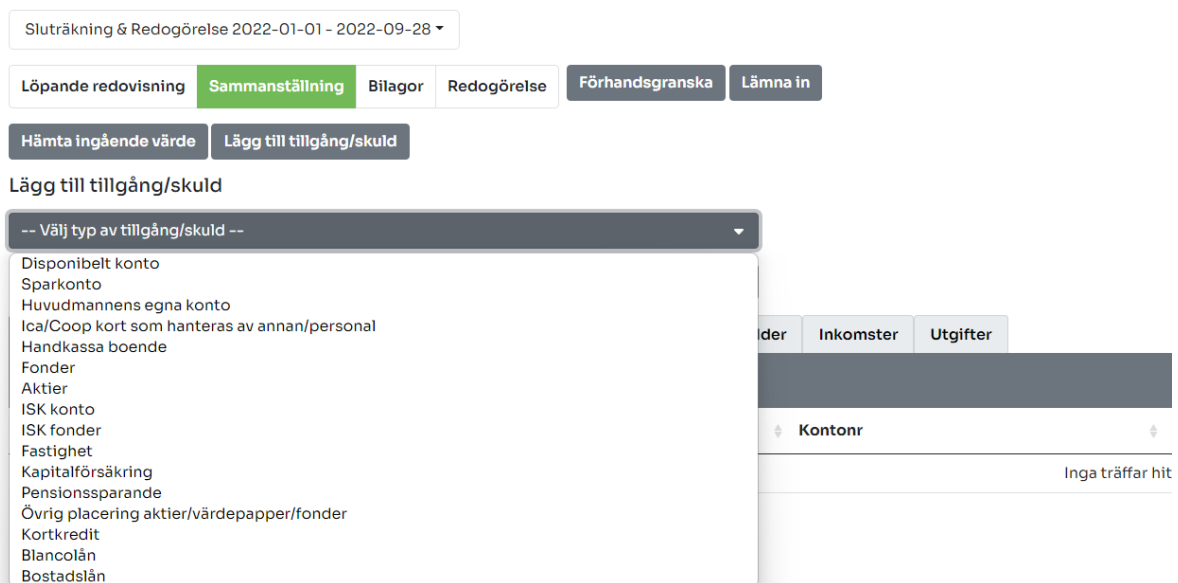 Sluträkning & Redogörelse 2022-01-01 - 2022-09-28
Löpande redovisning Sammanställning Bilagor Redogörelse Förhandsgranska Lämna in
Hämta ingående värde Lägg till tillgång/skuld
Lägg till tillgång/skuld
-- Välj typ av tillgång/skuld --
Disponibelt konto
Sparkonto
Huvudmannens egna konto
Ica/Coop kort som hanteras av annan/personal
Handkassa boende
lder Inkomster Utgifter
Fonder
Aktier
ISK konto
ISK fonder
Kontonr
Fastighet
Kapitalförsäkring
Inga träffar hit
Pensionssparande
Övrig placering aktier/värdepapper/fonder
Kortkredit
Blancolån
Bostadslån